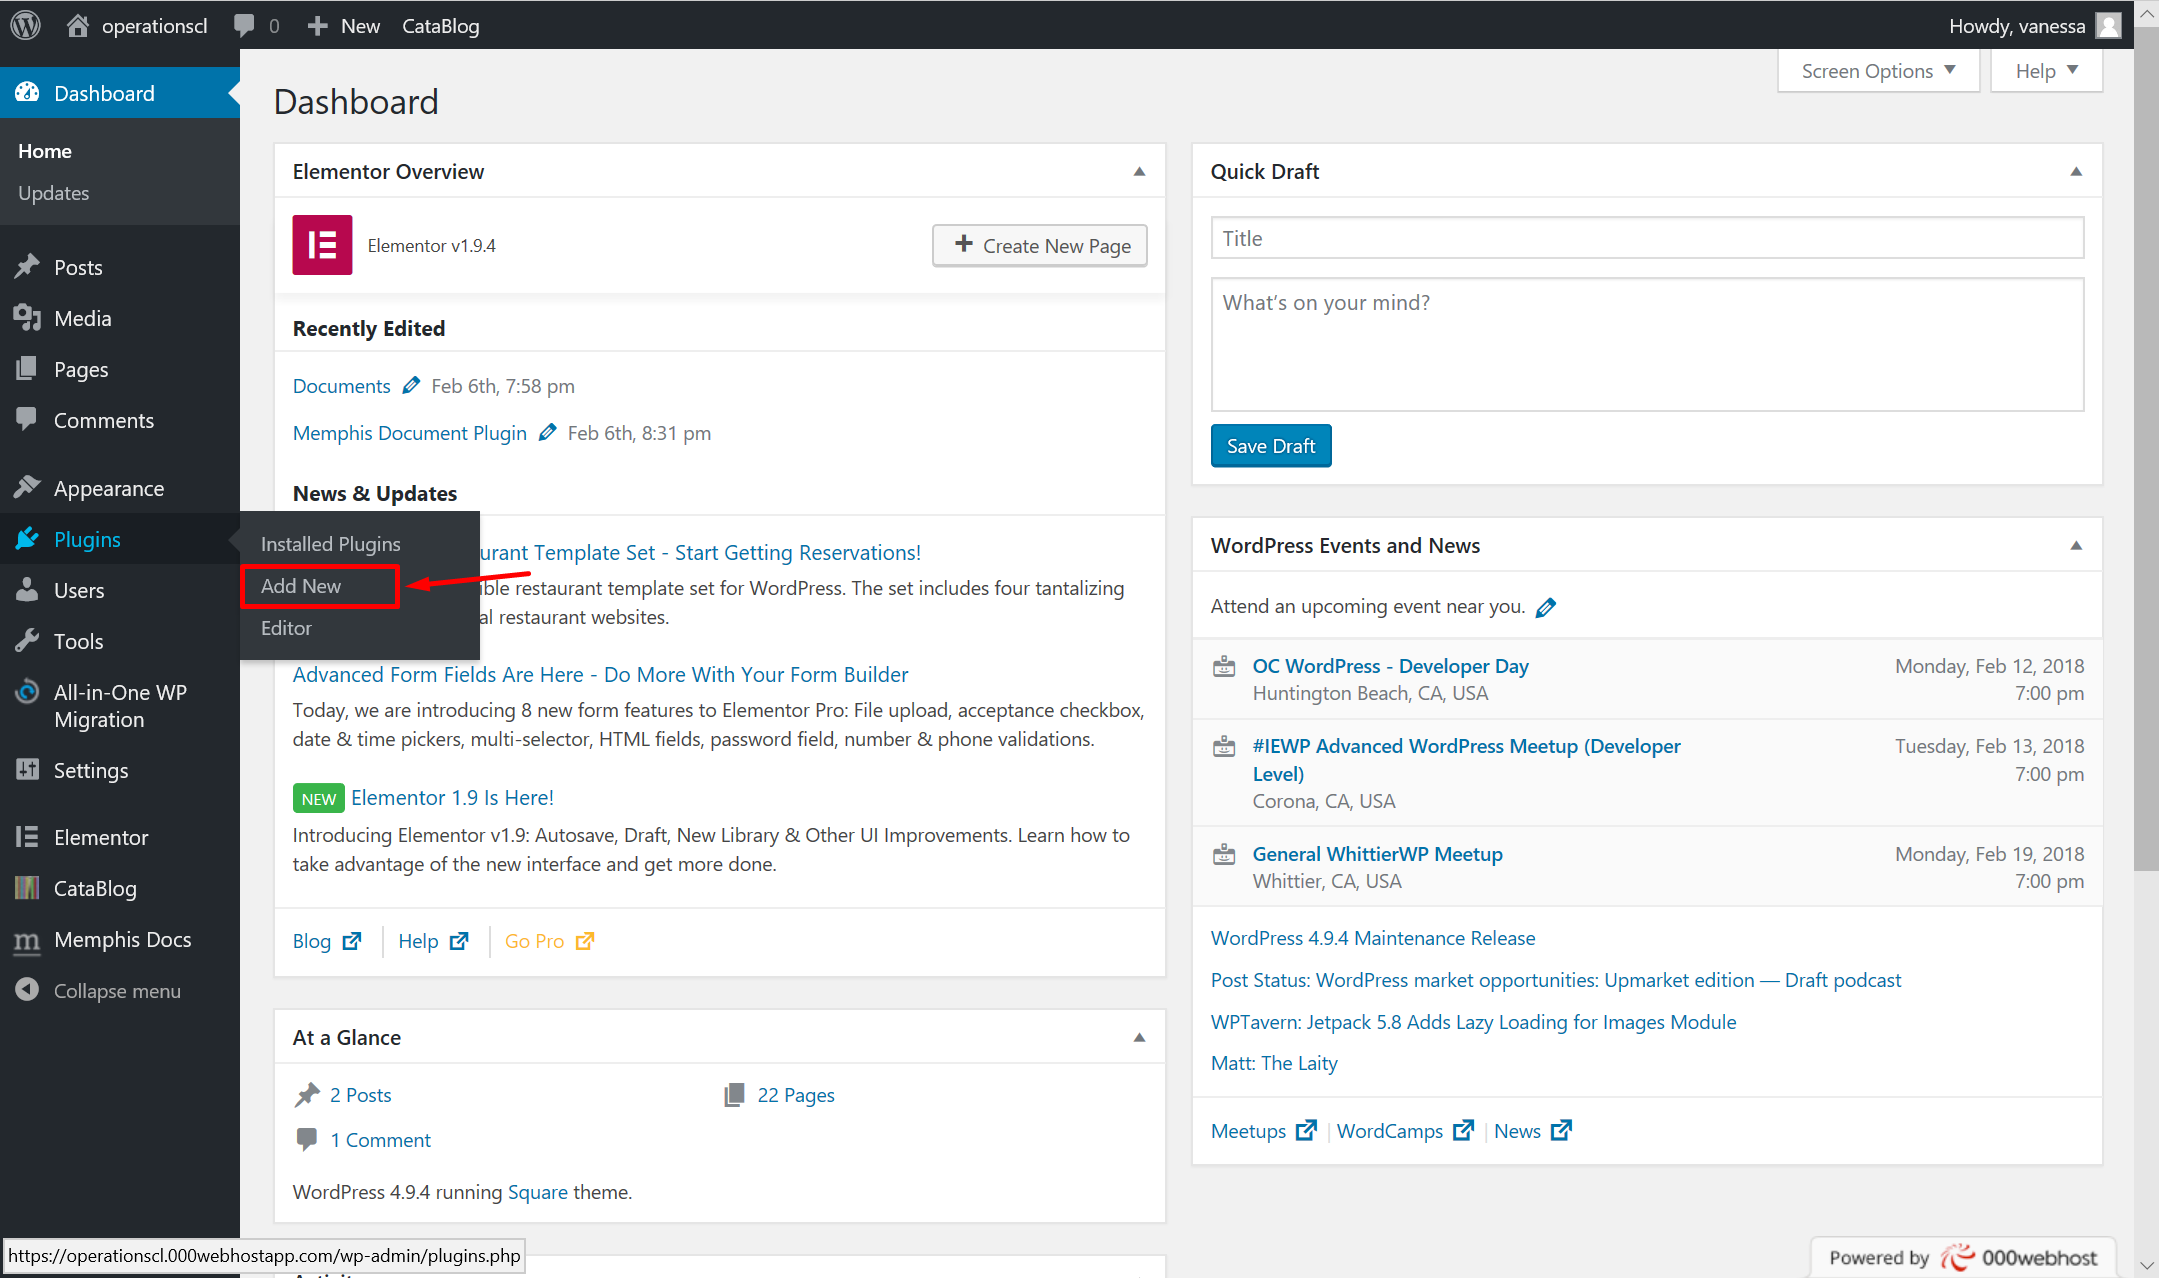 operationscl 0 New CataBlog Howdy, vanessa
Screen Options Help
Dashboard
Home
Updates
Posts
Media
Pages
Comments
Appearance
Plugins
Users
Tools
All-in-One WP
Migration
Settings
Elementor
CataBlog
m Memphis Docs
Collapse menu
Installed Plugins
Add New
Editor
Dashboard
Elementor Overview
Elementor v1.9.4
Create New Page
Recently Edited
Documents Feb 6th, 7:58 pm
Memphis Document Plugin Feb 6th, 8:31 pm
News & Updates
urant Template Set - Start Getting Reservations!
ble restaurant template set for WordPress. The set includes four tantalizing
al restaurant websites.
Advanced Form Fields Are Here - Do More With Your Form Builder
Today, we are introducing 8 new form features to Elementor Pro: File upload, acceptance checkbox,
date & time pickers, multi-selector, HTML fields, password field, number & phone validations.
NEW Elementor 1.9 Is Here!
Introducing Elementor v1.9: Autosave, Draft, New Library & Other UI Improvements. Learn how to
take advantage of the new interface and get more done.
Blog Help Go Pro
At a Glance
2 Posts 22 Pages
1 Comment
WordPress 4.9.4 running Square theme.
Quick Draft
Title
What's on your mind?
Save Draft
WordPress Events and News
Attend an upcoming event near you.
OC WordPress - Developer Day Monday, Feb 12, 2018
Huntington Beach, CA, USA 7:00 pm
#IEWP Advanced WordPress Meetup (Developer Tuesday, Feb 13, 2018
Level) 7:00 pm
Corona, CA, USA
General WhittierWP Meetup Monday, Feb 19, 2018
Whittier, CA, USA 7:00 pm
WordPress 4.9.4 Maintenance Release
Post Status: WordPress market opportunities: Upmarket edition — Draft podcast
WPTavern: Jetpack 5.8 Adds Lazy Loading for Images Module
Matt: The Laity
Meetups | WordCamps | News
https://operationscl.000webhostapp.com/wp-admin/plugins.php
Powered by 000webhost